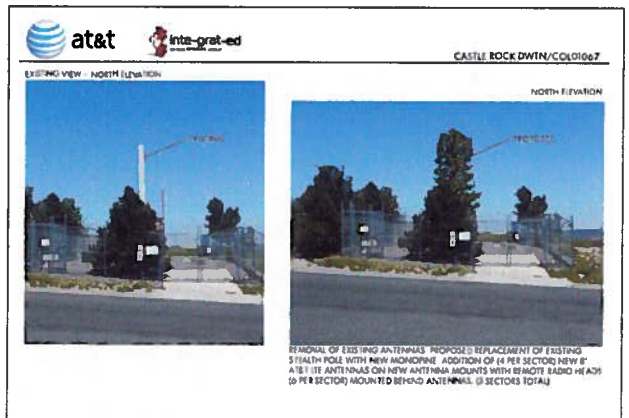 at&t
inte-grat-ed
CASTLE ROCK DWTN/COL01067
EXISTING VIEW - NORTH ELEVATION
NORTH ELEVATION
EXISTING
PROPOSED
REMOVAL OF EXISTING ANTENNAS. PROPOSED REPLACEMENT OF EXISTING
STEALTH POLE WITH NEW MONOPINE. ADDITION OF (4 PER SECTOR) NEW 8'
AT&T LTE ANTENNAS ON NEW ANTENNA MOUNTS WITH REMOTE RADIO HEADS
(6 PER SECTOR) MOUNTED BEHIND ANTENNAS. (3 SECTORS TOTAL)